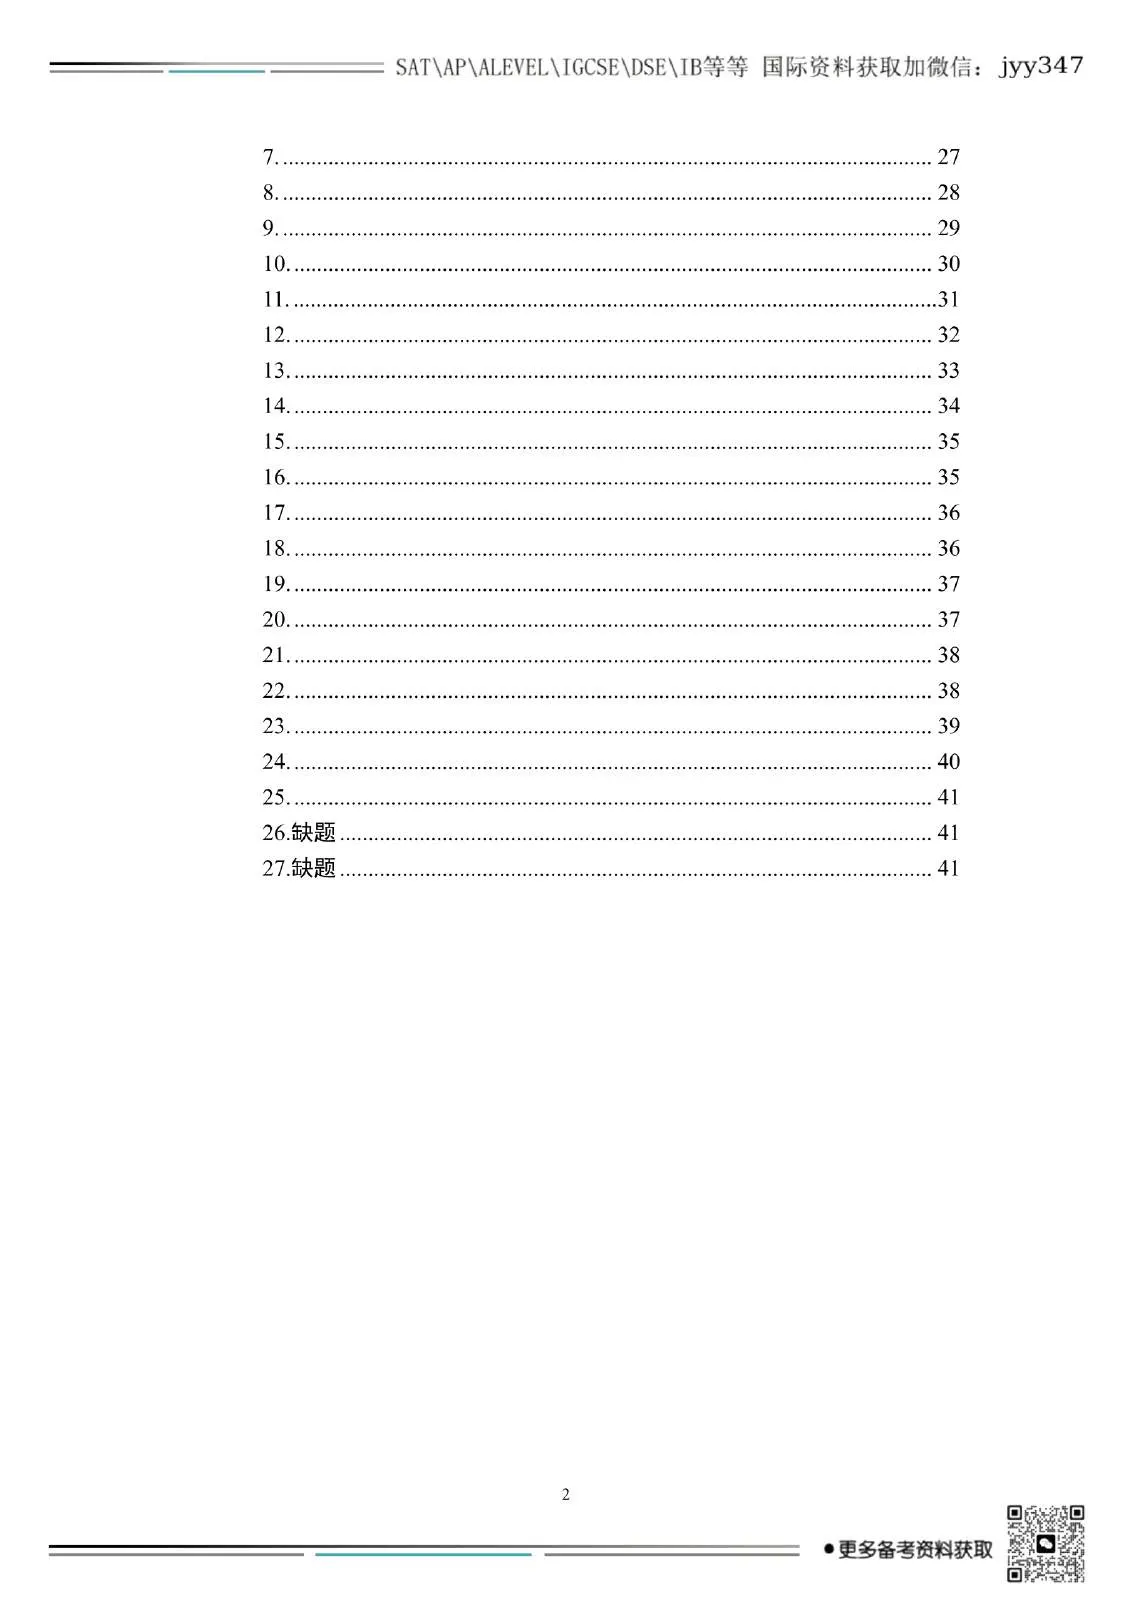 SAT\AP\ALEVEL\IGCSE\DSE\IB等等 国际资料获取加微信： jyy347
7. ........ 27
8. ........ 28
9. ........ 29
10. ........ 30
11. ........ 31
12. ........ 32
13. ........ 33
14. ........ 34
15. ........ 35
16. ........ 35
17. ........ 36
18. ........ 36
19. ........ 37
20. ........ 37
21. ........ 38
22. ........ 38
23. ........ 39
24. ........ 40
25. ........ 41
26.缺题 ........ 41
27.缺题 ........ 41
2
●更多备考资料获取